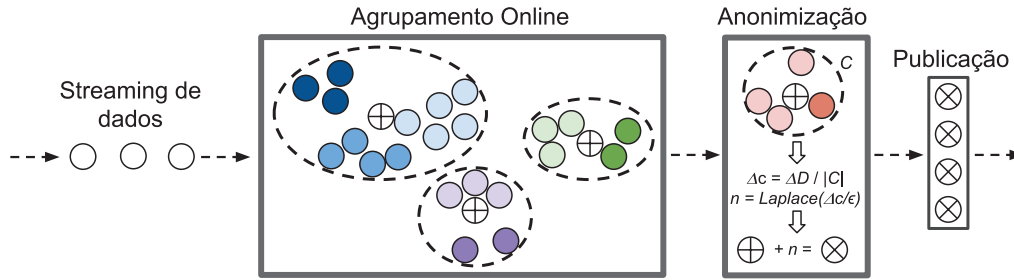 Streaming de
dados
Agrupamento Online
Anonimização
C
Δc = ΔD / |C|
n = Laplace(Δc/ϵ)
+ n =
Publicação